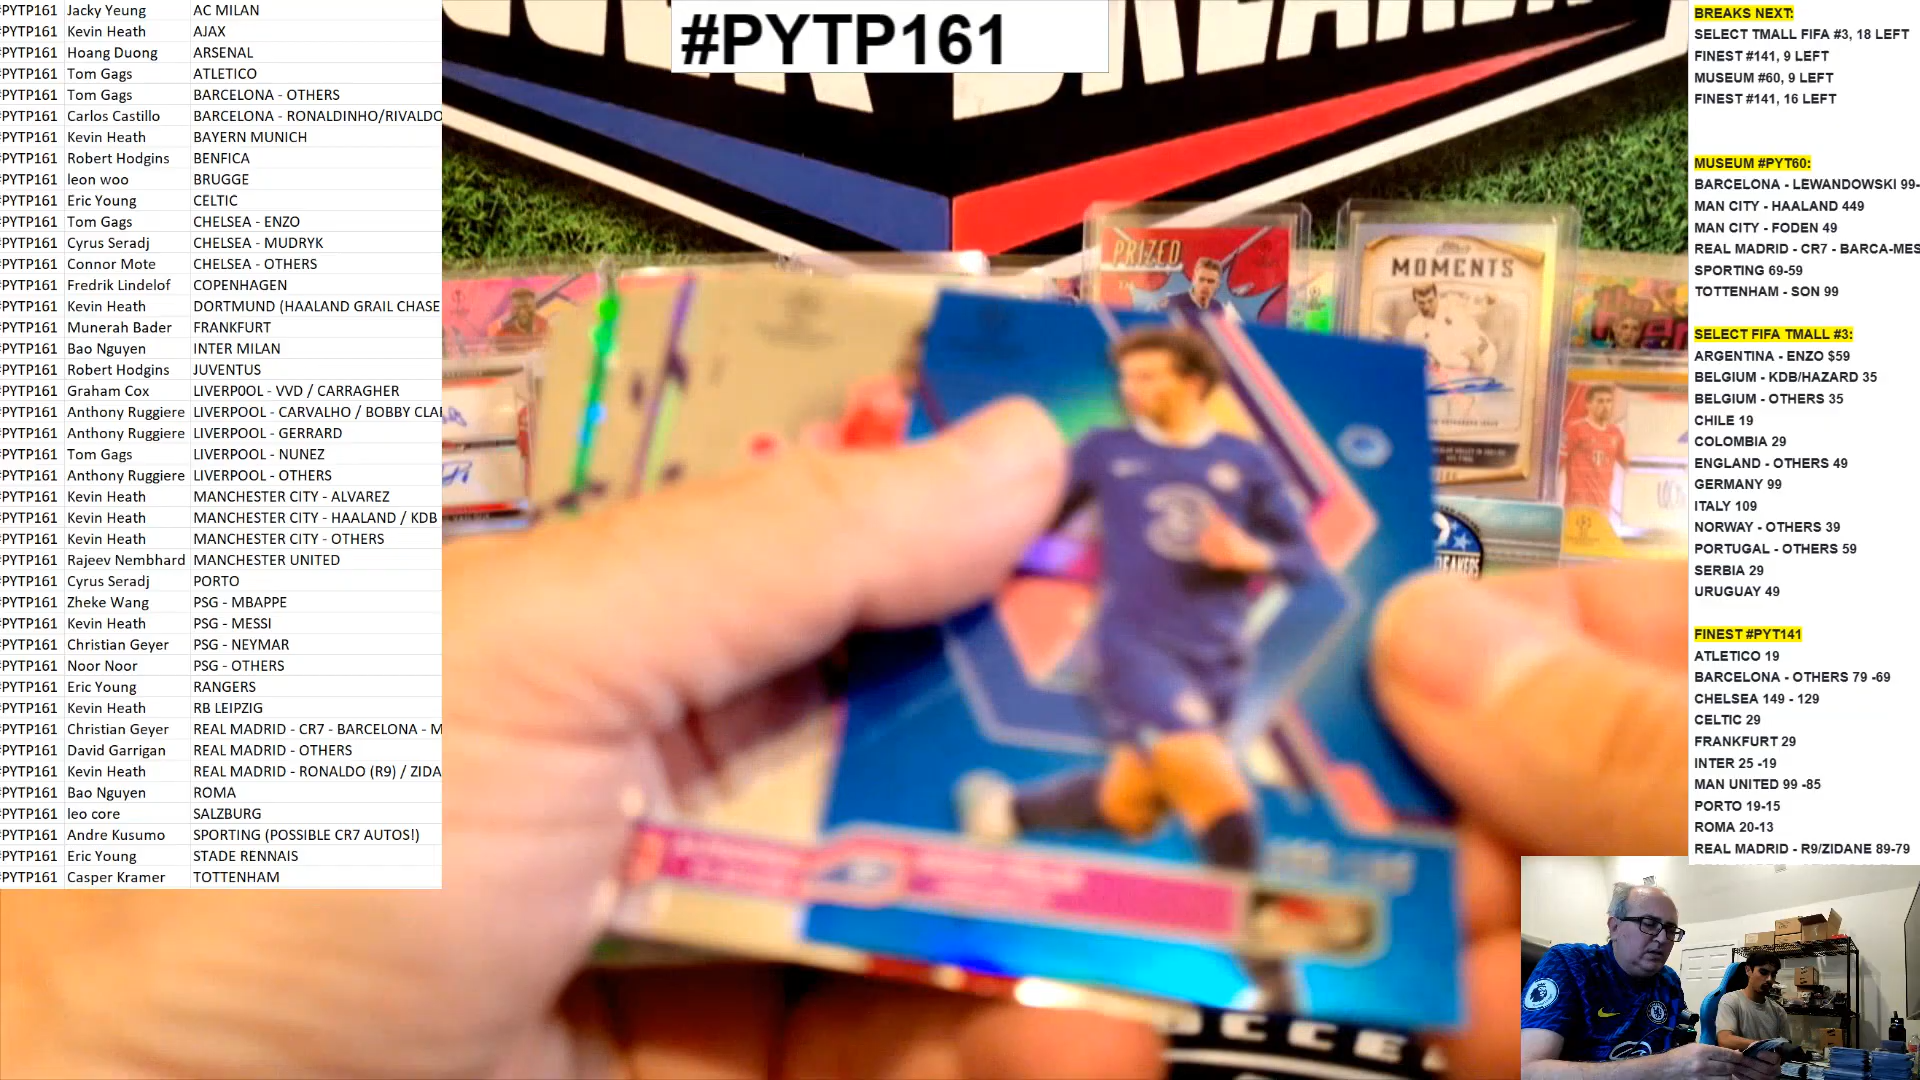 #PYTP161
#PYTP161 Jacky Yeung AC MILAN
#PYTP161 Kevin Heath AJAX
#PYTP161 Hoang Duong ARSENAL
#PYTP161 Tom Gags ATLETICO
#PYTP161 Tom Gags BARCELONA - OTHERS
#PYTP161 Carlos Castillo BARCELONA - RONALDINHO/RIVALDO
#PYTP161 Kevin Heath BAYERN MUNICH
#PYTP161 Robert Hodgins BENFICA
#PYTP161 leon woo BRUGGE
#PYTP161 Eric Young CELTIC
#PYTP161 Tom Gags CHELSEA - ENZO
#PYTP161 Cyrus Seradj CHELSEA - MUDRYK
#PYTP161 Connor Mote CHELSEA - OTHERS
#PYTP161 Fredrik Lindelof COPENHAGEN
#PYTP161 Kevin Heath DORTMUND (HAALAND GRAIL CHASE
#PYTP161 Munerah Bader FRANKFURT
#PYTP161 Bao Nguyen INTER MILAN
#PYTP161 Robert Hodgins JUVENTUS
#PYTP161 Graham Cox LIVERP0OL - VVD / CARRAGHER
#PYTP161 Anthony Ruggiere LIVERPOOL - CARVALHO / BOBBY CLA
#PYTP161 Anthony Ruggiere LIVERPOOL - GERRARD
#PYTP161 Tom Gags LIVERPOOL - NUNEZ
#PYTP161 Anthony Ruggiere LIVERPOOL - OTHERS
#PYTP161 Kevin Heath MANCHESTER CITY - ALVAREZ
#PYTP161 Kevin Heath MANCHESTER CITY - HAALAND / KDB
#PYTP161 Kevin Heath MANCHESTER CITY - OTHERS
#PYTP161 Rajeev Nembhard MANCHESTER UNITED
#PYTP161 Cyrus Seradj PORTO
#PYTP161 Zheke Wang PSG - MBAPPE
#PYTP161 Kevin Heath PSG - MESSI
#PYTP161 Christian Geyer PSG - NEYMAR
#PYTP161 Noor Noor PSG - OTHERS
#PYTP161 Eric Young RANGERS
#PYTP161 Kevin Heath RB LEIPZIG
#PYTP161 Christian Geyer REAL MADRID - CR7 - BARCELONA - M
#PYTP161 David Garrigan REAL MADRID - OTHERS
#PYTP161 Kevin Heath REAL MADRID - RONALDO (R9) / ZIDA
#PYTP161 Bao Nguyen ROMA
#PYTP161 leo core SALZBURG
#PYTP161 Andre Kusumo SPORTING (POSSIBLE CR7 AUTOS!)
#PYTP161 Eric Young STADE RENNAIS
#PYTP161 Casper Kramer TOTTENHAM
PRIZED
MOMENTS
BREAKS NEXT:
SELECT TMALL FIFA #3, 18 LEFT
FINEST #141, 9 LEFT
MUSEUM #60, 9 LEFT
FINEST #141, 16 LEFT
MUSEUM #PYT60:
BARCELONA - LEWANDOWSKI 99-
MAN CITY - HAALAND 449
MAN CITY - FODEN 49
REAL MADRID - CR7 - BARCA-MES
SPORTING 69-59
TOTTENHAM - SON 99
SELECT FIFA TMALL #3:
ARGENTINA - ENZO $59
BELGIUM - KDB/HAZARD 35
BELGIUM - OTHERS 35
CHILE 19
COLOMBIA 29
ENGLAND - OTHERS 49
GERMANY 99
ITALY 109
NORWAY - OTHERS 39
PORTUGAL - OTHERS 59
SERBIA 29
URUGUAY 49
FINEST #PYT141
ATLETICO 19
BARCELONA - OTHERS 79 -69
CHELSEA 149 - 129
CELTIC 29
FRANKFURT 29
INTER 25 -19
MAN UNITED 99 -85
PORTO 19-15
ROMA 20-13
REAL MADRID - R9/ZIDANE 89-79